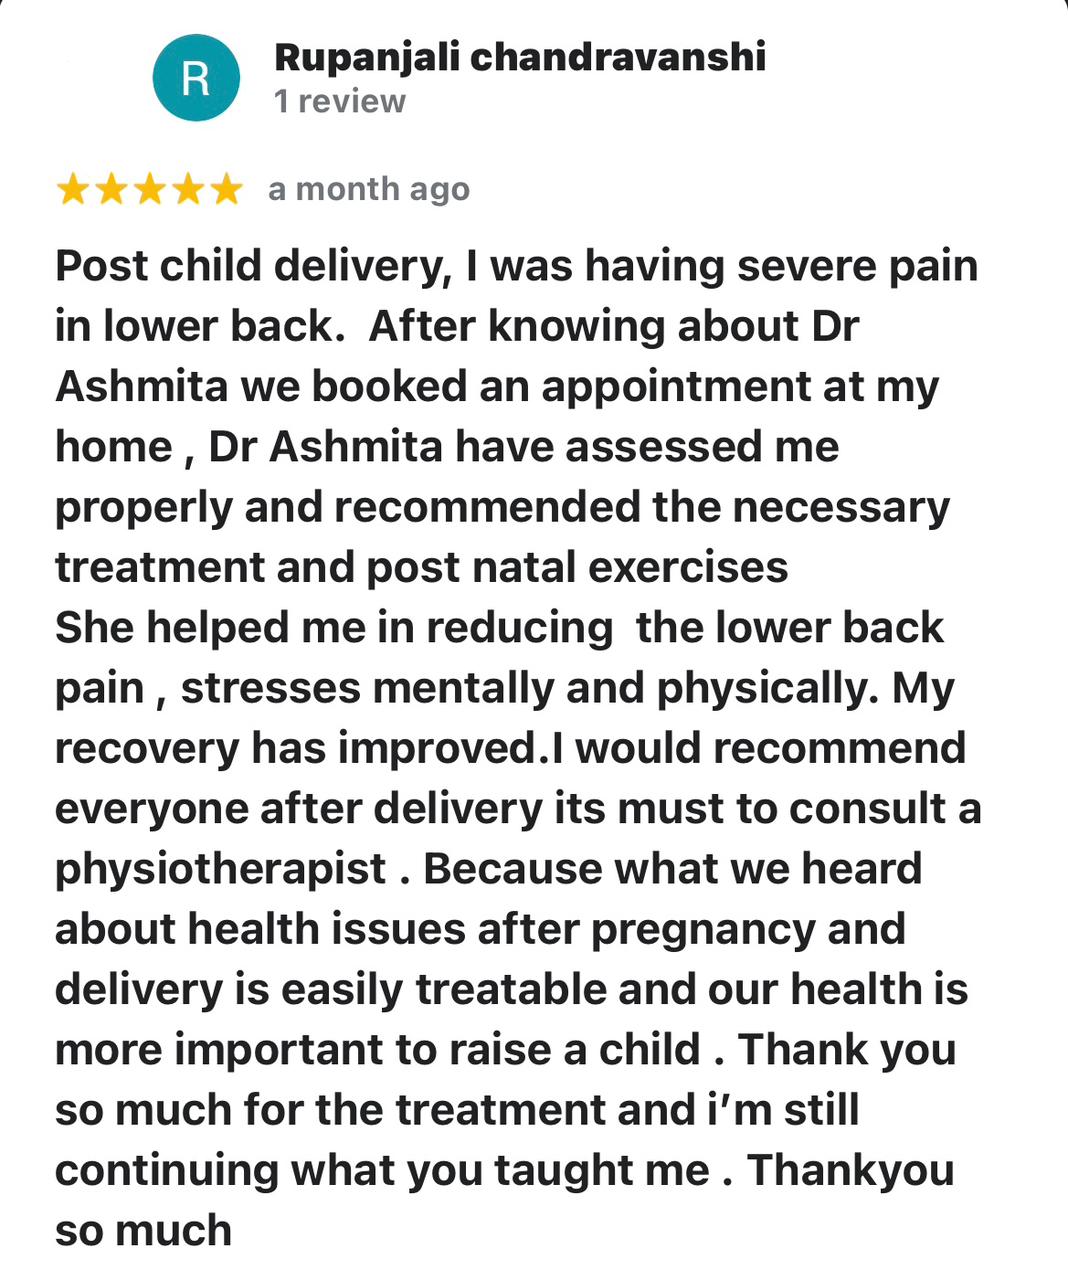 R
Rupanjali chandravanshi
1 review
★★★★★ a month ago
Post child delivery, I was having severe pain
in lower back.  After knowing about Dr
Ashmita we booked an appointment at my
home , Dr Ashmita have assessed me
properly and recommended the necessary
treatment and post natal exercises
She helped me in reducing  the lower back
pain , stresses mentally and physically. My
recovery has improved.I would recommend
everyone after delivery its must to consult a
physiotherapist . Because what we heard
about health issues after pregnancy and
delivery is easily treatable and our health is
more important to raise a child . Thank you
so much for the treatment and i’m still
continuing what you taught me . Thankyou
so much